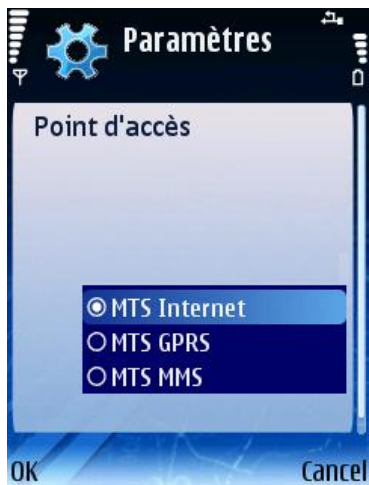 Paramètres
Point d'accès
MTS Internet
MTS GPRS
MTS MMS
OK
Cancel